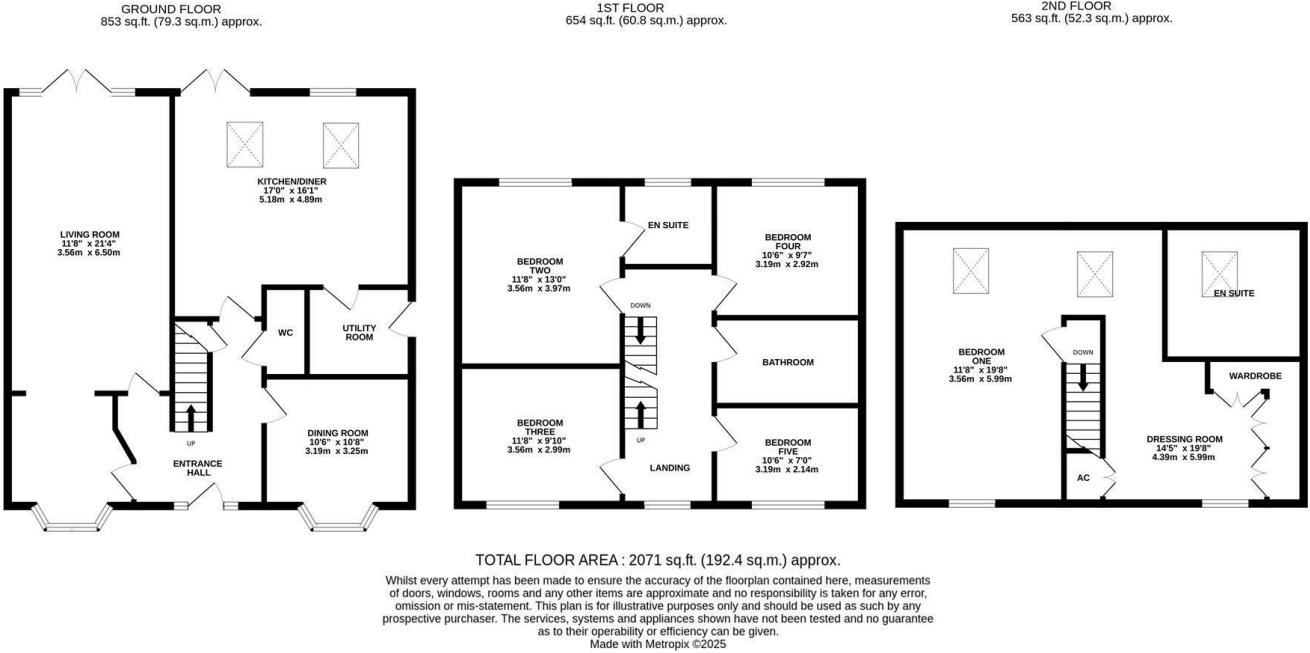 GROUND FLOOR
853 sq.ft. (79.3 sq.m.) approx.
LIVING ROOM
11'8" x 21'4"
3.56m x 6.50m
KITCHEN/DINER
17'0" x 16'1"
5.18m x 4.89m
WC
UTILITY
ROOM
UP
ENTRANCE
HALL
DINING ROOM
10'6" x 10'8"
3.19m x 3.25m
1ST FLOOR
654 sq.ft. (60.8 sq.m.) approx.
BEDROOM
TWO
11'8" x 13'0"
3.56m x 3.97m
EN SUITE
BEDROOM
FOUR
10'6" x 9'7"
3.19m x 2.92m
DOWN
BATHROOM
BEDROOM
THREE
11'8" x 9'10"
3.56m x 2.99m
UP
LANDING
BEDROOM
FIVE
10'6" x 7'0"
3.19m x 2.14m
2ND FLOOR
563 sq.ft. (52.3 sq.m.) approx.
EN SUITE
BEDROOM
ONE
11'8" x 19'8"
3.56m x 5.99m
DOWN
WARDROBE
DRESSING ROOM
14'5" x 19'8"
4.39m x 5.99m
AC
TOTAL FLOOR AREA : 2071 sq.ft. (192.4 sq.m.) approx.
Whilst every attempt has been made to ensure the accuracy of the floorplan contained here, measurements
of doors, windows, rooms and any other items are approximate and no responsibility is taken for any error,
omission or mis-statement. This plan is for illustrative purposes only and should be used as such by any
prospective purchaser. The services, systems and appliances shown have not been tested and no guarantee
as to their operability or efficiency can be given.
Made with Metropix ©2025